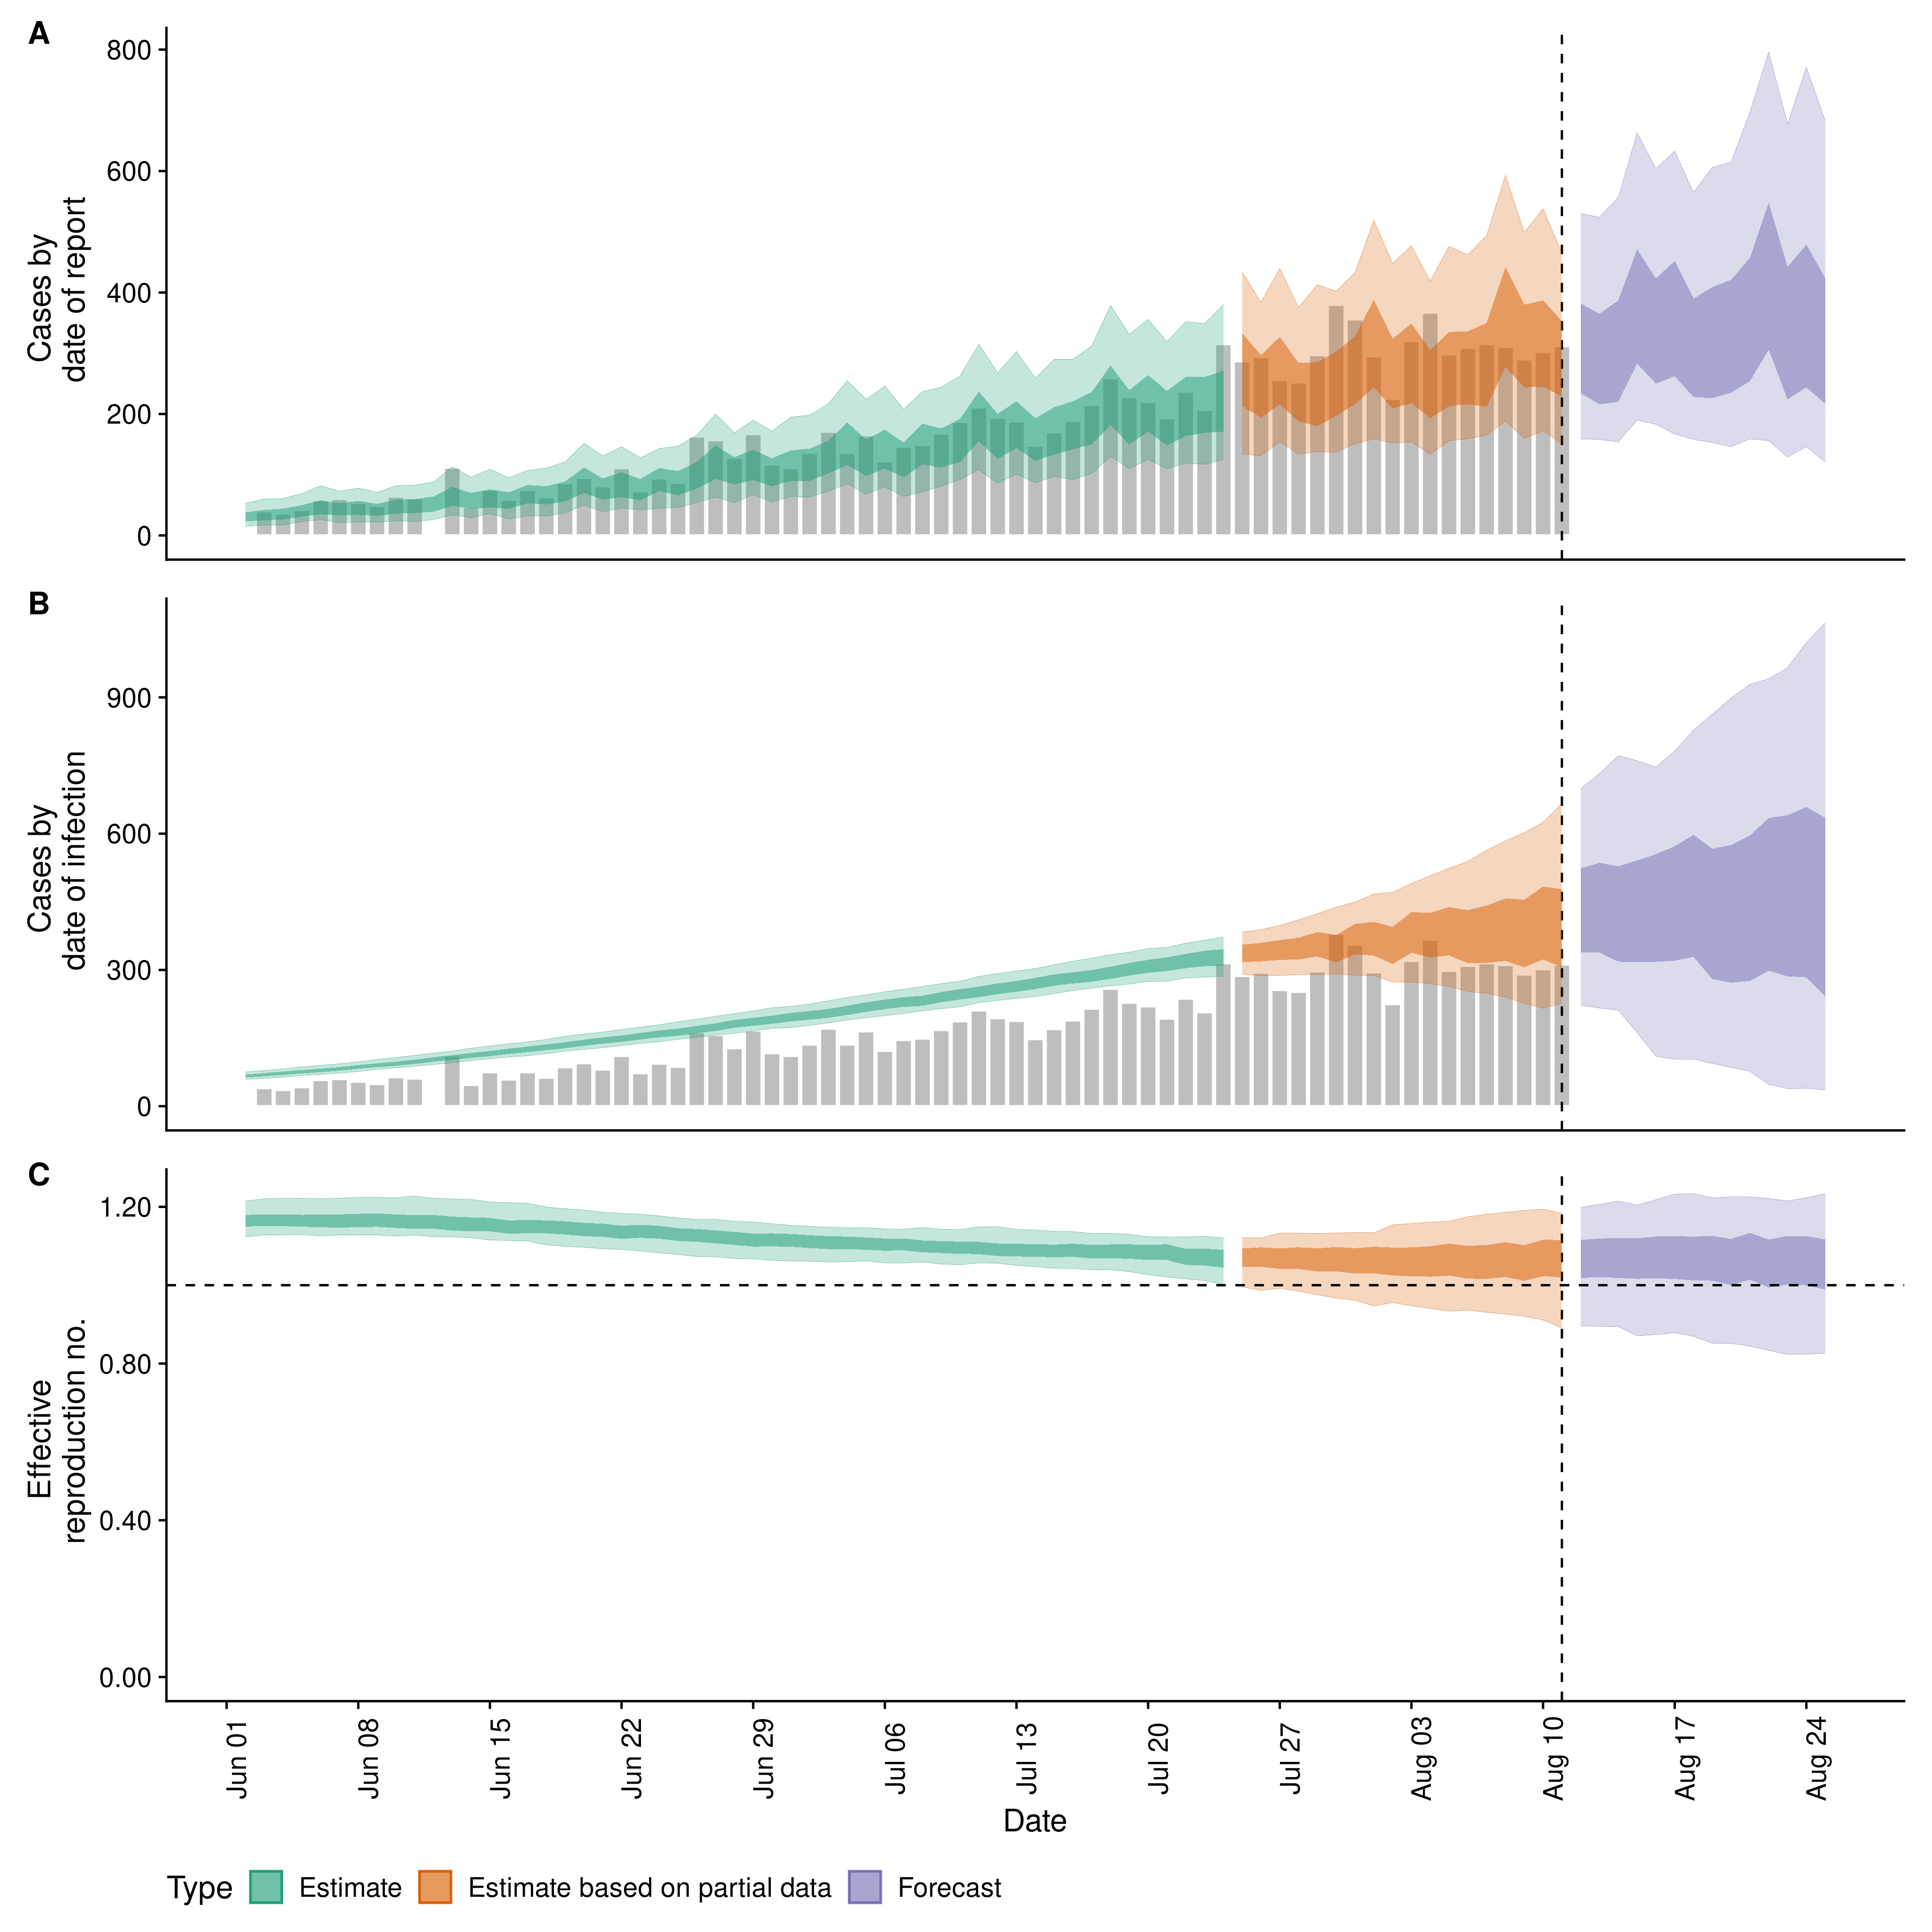 A
800
600
400
200
0
Cases by
date of report
B
900
600
300
0
Cases by
date of infection
C
1.20
0.80
0.40
0.00
Effective
reproduction no.
Jun 01
Jun 08
Jun 15
Jun 22
Jun 29
Jul 06
Jul 13
Jul 20
Jul 27
Aug 03
Aug 10
Aug 17
Aug 24
Date
Type Estimate Estimate based on partial data Forecast